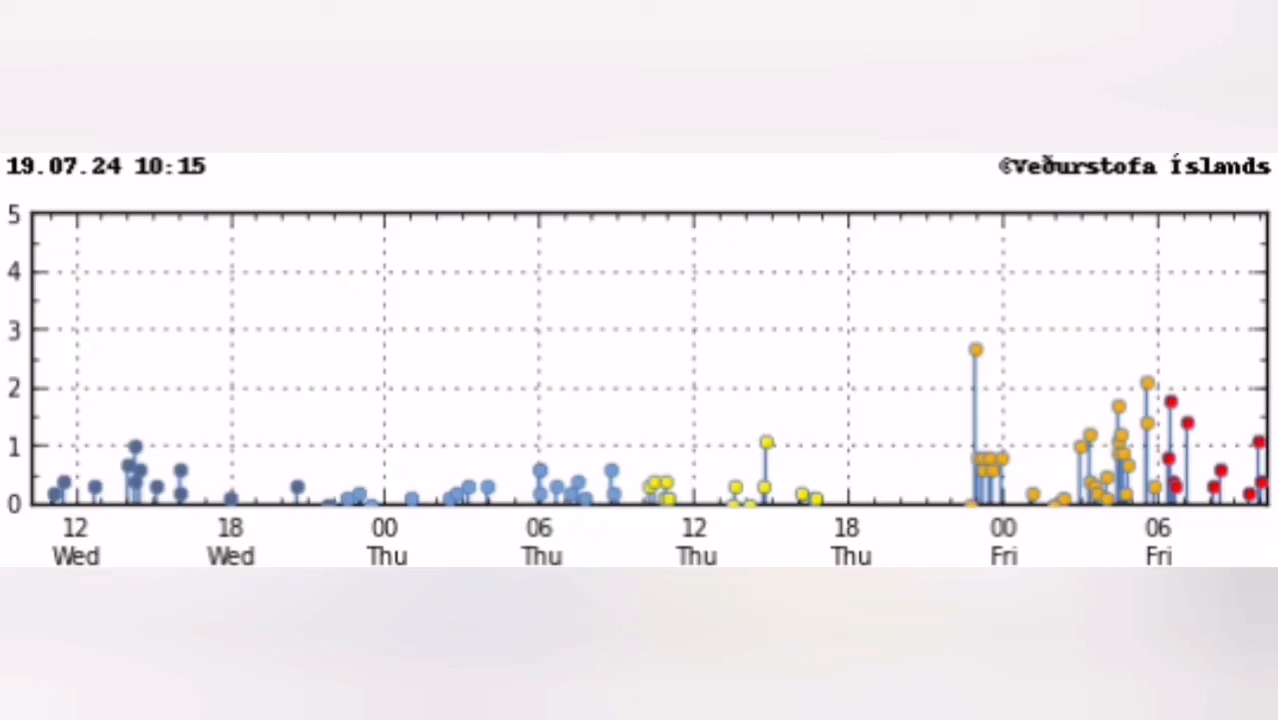 19.07.24 10:15 ©Veðurstofa Íslands
5
4
3
2
1
0
12 18 00 06 12 18 00 06
Wed Wed Thu Thu Thu Thu Fri Fri